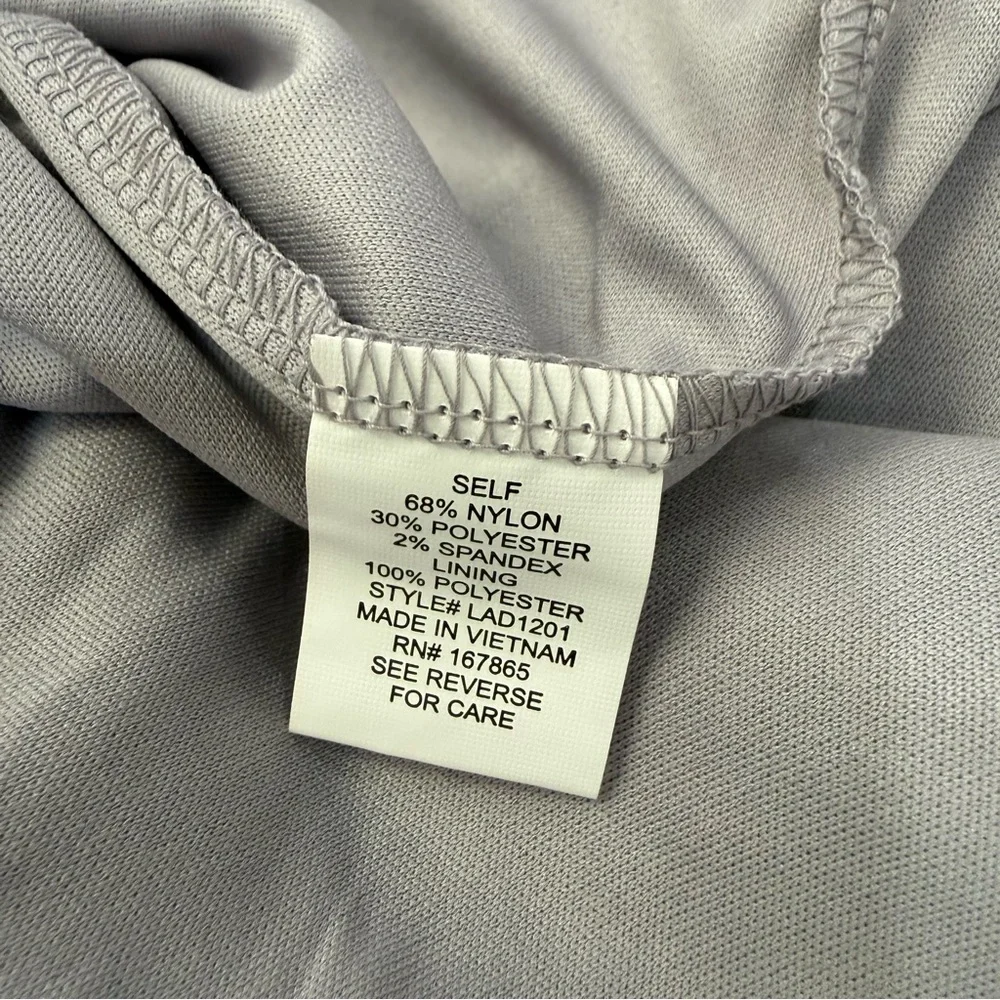 SELF
68% NYLON
30% POLYESTER
2% SPANDEX
LINING
100% POLYESTER
STYLE# LAD1201
MADE IN VIETNAM
RN# 167865
SEE REVERSE
FOR CARE